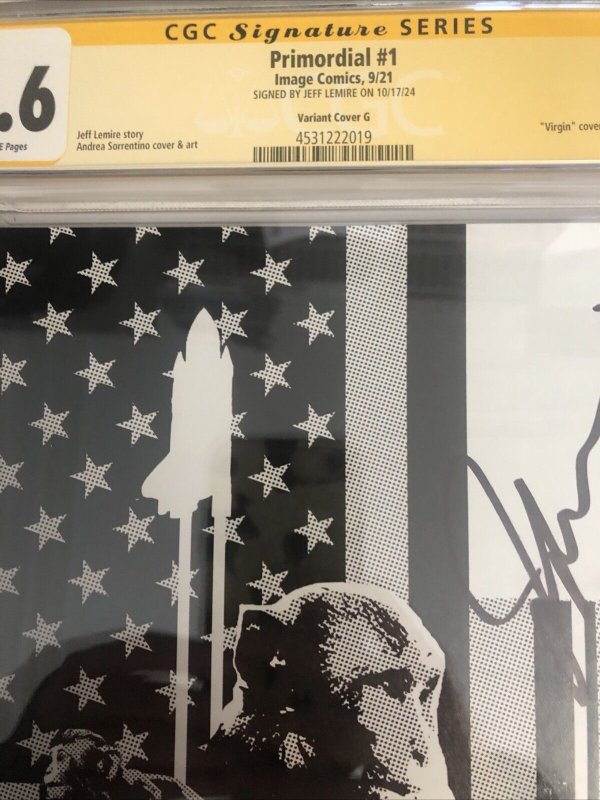 CGC Signature SERIES
Primordial #1
Image Comics, 9/21
SIGNED BY JEFF LEMIRE ON 10/17/24
.6
Variant Cover G
"Virgin" cover
Jeff Lemire story
E Pages
Andrea Sorrentino cover & art
4531222019